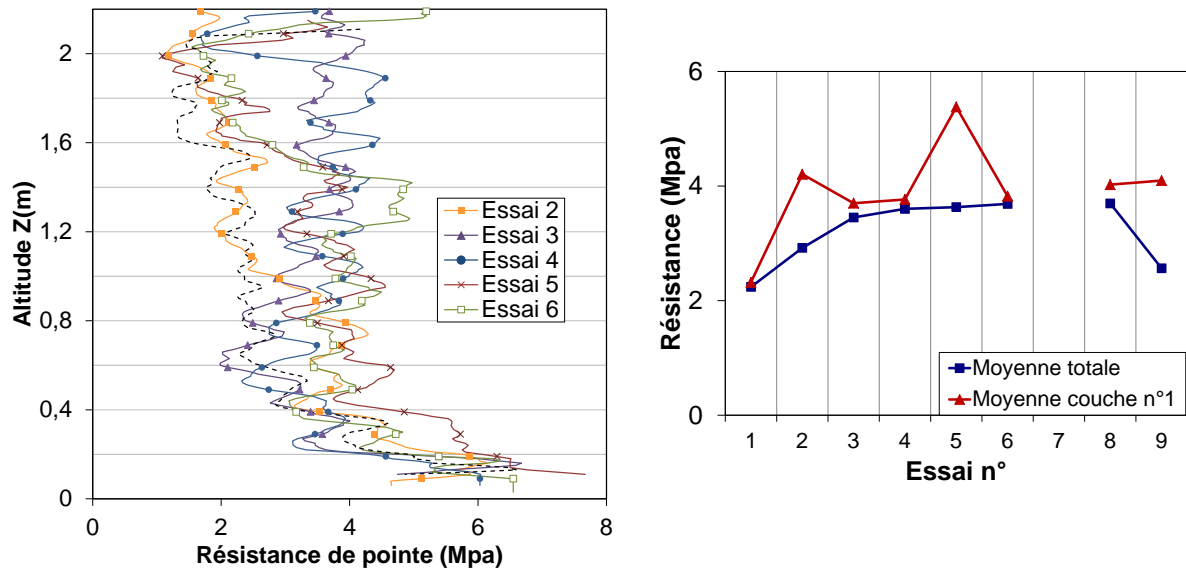 Altitude Z(m)
2
1,6
1,2
0,8
0,4
0
0 2 4 6 8
Résistance de pointe (Mpa)
Essai 2
Essai 3
Essai 4
Essai 5
Essai 6
Résistance (Mpa)
6
4
2
0
1 2 3 4 5 6 7 8 9
Essai n°
Moyenne totale
Moyenne couche n°1